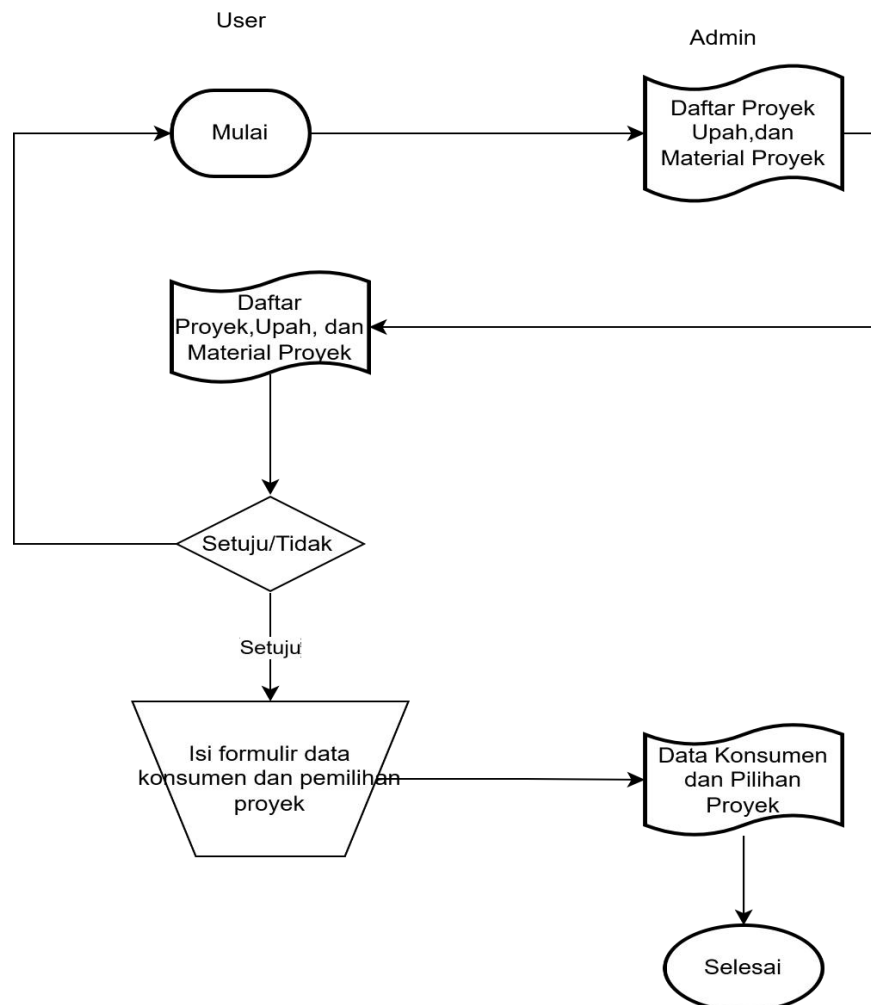 User
Admin
Mulai
Daftar Proyek
Upah,dan
Material Proyek
Daftar
Proyek,Upah, dan
Material Proyek
Setuju/Tidak
Setuju
Isi formulir data
konsumen dan pemilihan
proyek
Data Konsumen
dan Pilihan
Proyek
Selesai